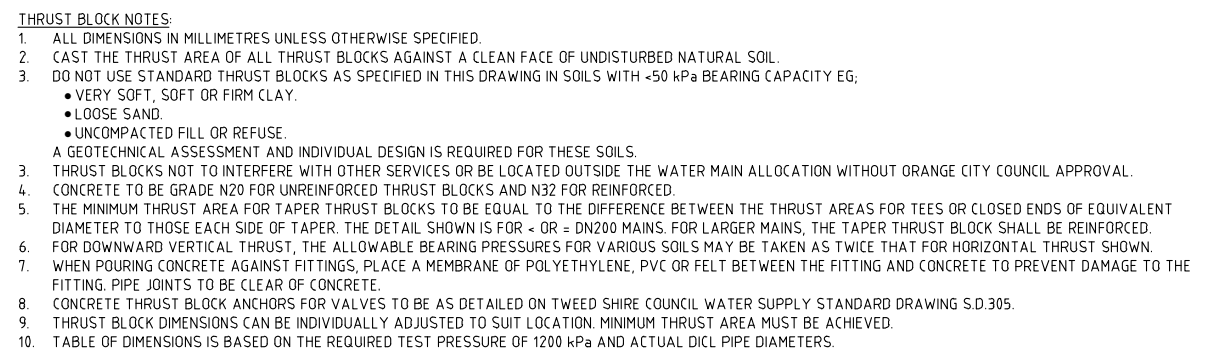 THRUST BLOCK NOTES:
1. ALL DIMENSIONS IN MILLIMETRES UNLESS OTHERWISE SPECIFIED.
2. CAST THE THRUST AREA OF ALL THRUST BLOCKS AGAINST A CLEAN FACE OF UNDISTURBED NATURAL SOIL.
3. DO NOT USE STANDARD THRUST BLOCKS AS SPECIFIED IN THIS DRAWING IN SOILS WITH <50 kPa BEARING CAPACITY EG;
• VERY SOFT, SOFT OR FIRM CLAY.
• LOOSE SAND.
• UNCOMPACTED FILL OR REFUSE.
A GEOTECHNICAL ASSESSMENT AND INDIVIDUAL DESIGN IS REQUIRED FOR THESE SOILS.
3. THRUST BLOCKS NOT TO INTERFERE WITH OTHER SERVICES OR BE LOCATED OUTSIDE THE WATER MAIN ALLOCATION WITHOUT ORANGE CITY COUNCIL APPROVAL.
4. CONCRETE TO BE GRADE N20 FOR UNREINFORCED THRUST BLOCKS AND N32 FOR REINFORCED.
5. THE MINIMUM THRUST AREA FOR TAPER THRUST BLOCKS TO BE EQUAL TO THE DIFFERENCE BETWEEN THE THRUST AREAS FOR TEES OR CLOSED ENDS OF EQUIVALENT
DIAMETER TO THOSE EACH SIDE OF TAPER. THE DETAIL SHOWN IS FOR < OR = DN200 MAINS. FOR LARGER MAINS, THE TAPER THRUST BLOCK SHALL BE REINFORCED.
6. FOR DOWNWARD VERTICAL THRUST, THE ALLOWABLE BEARING PRESSURES FOR VARIOUS SOILS MAY BE TAKEN AS TWICE THAT FOR HORIZONTAL THRUST SHOWN.
7. WHEN POURING CONCRETE AGAINST FITTINGS, PLACE A MEMBRANE OF POLYETHYLENE, PVC OR FELT BETWEEN THE FITTING AND CONCRETE TO PREVENT DAMAGE TO THE
FITTING. PIPE JOINTS TO BE CLEAR OF CONCRETE.
8. CONCRETE THRUST BLOCK ANCHORS FOR VALVES TO BE AS DETAILED ON TWEED SHIRE COUNCIL WATER SUPPLY STANDARD DRAWING S.D.305.
9. THRUST BLOCK DIMENSIONS CAN BE INDIVIDUALLY ADJUSTED TO SUIT LOCATION. MINIMUM THRUST AREA MUST BE ACHIEVED.
10. TABLE OF DIMENSIONS IS BASED ON THE REQUIRED TEST PRESSURE OF 1200 kPa AND ACTUAL DICL PIPE DIAMETERS.